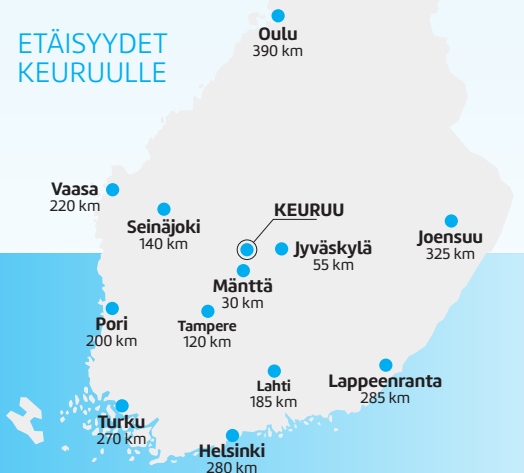 ETÄISYYDET
KEURUULLE
Oulu
390 km
Vaasa
220 km
Seinäjoki
140 km
KEURUU
Jyväskylä
55 km
Joensuu
325 km
Mänttä
30 km
Pori
200 km
Tampere
120 km
Lahti
185 km
Lappeenranta
285 km
Turku
270 km
Helsinki
280 km